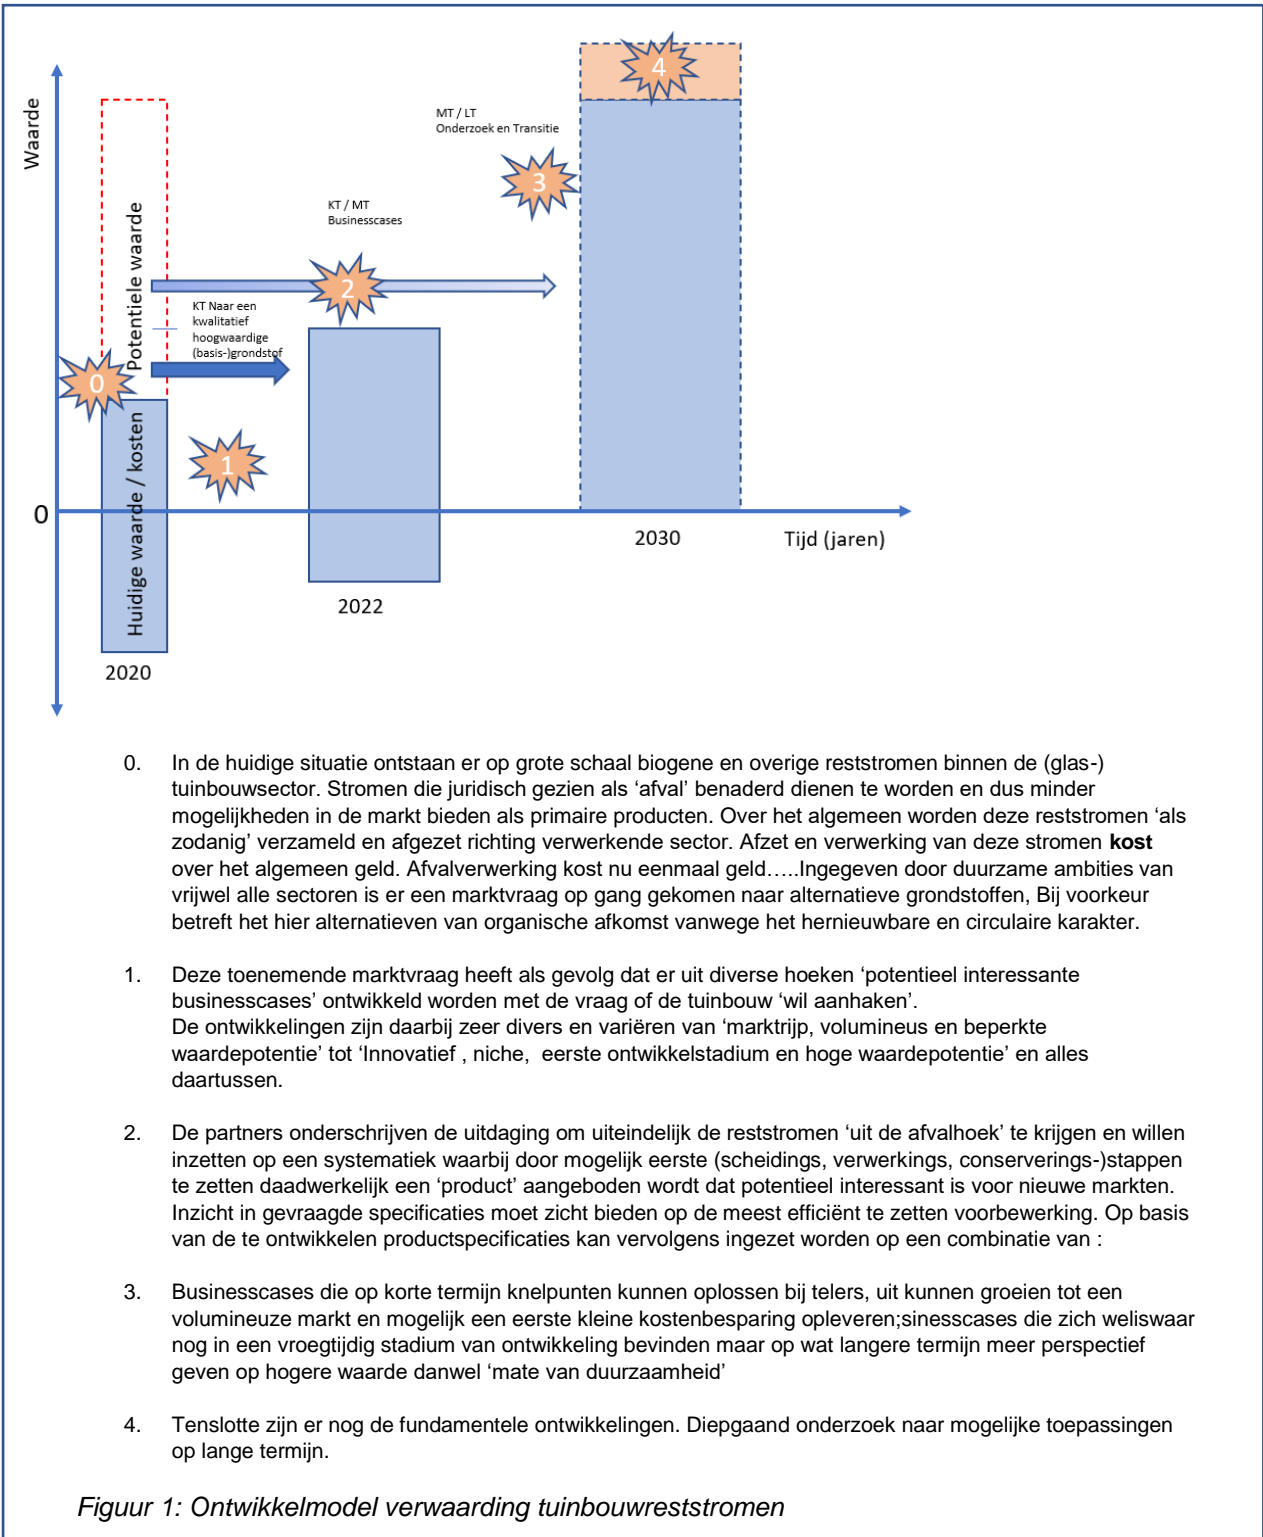 4
MT / LT
Onderzoek en Transitie
Waarde
3
KT / MT
Businesscases
Potentiele waarde
2
KT Naar een
kwalitatief
hoogwaardige
(basis-)grondstof
0
Huidige waarde / kosten
1
0
2030
Tijd (jaren)
2022
2020
0. In de huidige situatie ontstaan er op grote schaal biogene en overige reststromen binnen de (glas-)
tuinbouwsector. Stromen die juridisch gezien als ‘afval’ benaderd dienen te worden en dus minder
mogelijkheden in de markt bieden als primaire producten. Over het algemeen worden deze reststromen ‘als
zodanig’ verzameld en afgezet richting verwerkende sector. Afzet en verwerking van deze stromen kost
over het algemeen geld. Afvalverwerking kost nu eenmaal geld…..Ingegeven door duurzame ambities van
vrijwel alle sectoren is er een marktvraag op gang gekomen naar alternatieve grondstoffen, Bij voorkeur
betreft het hier alternatieven van organische afkomst vanwege het hernieuwbare en circulaire karakter.
1. Deze toenemende marktvraag heeft als gevolg dat er uit diverse hoeken ‘potentieel interessante
businesscases’ ontwikkeld worden met de vraag of de tuinbouw ‘wil aanhaken’.
De ontwikkelingen zijn daarbij zeer divers en variëren van ‘marktrijp, volumineus en beperkte
waardepotentie’ tot ‘Innovatief , niche, eerste ontwikkelstadium en hoge waardepotentie’ en alles
daartussen.
2. De partners onderschrijven de uitdaging om uiteindelijk de reststromen ‘uit de afvalhoek’ te krijgen en willen
inzetten op een systematiek waarbij door mogelijk eerste (scheidings, verwerkings, conserverings-)stappen
te zetten daadwerkelijk een ‘product’ aangeboden wordt dat potentieel interessant is voor nieuwe markten.
Inzicht in gevraagde specificaties moet zicht bieden op de meest efficiënt te zetten voorbewerking. Op basis
van de te ontwikkelen productspecificaties kan vervolgens ingezet worden op een combinatie van :
3. Businesscases die op korte termijn knelpunten kunnen oplossen bij telers, uit kunnen groeien tot een
volumineuze markt en mogelijk een eerste kleine kostenbesparing opleveren;sinesscases die zich weliswaar
nog in een vroegtijdig stadium van ontwikkeling bevinden maar op wat langere termijn meer perspectief
geven op hogere waarde danwel ‘mate van duurzaamheid’
4. Tenslotte zijn er nog de fundamentele ontwikkelingen. Diepgaand onderzoek naar mogelijke toepassingen
op lange termijn.
Figuur 1: Ontwikkelmodel verwaarding tuinbouwreststromen